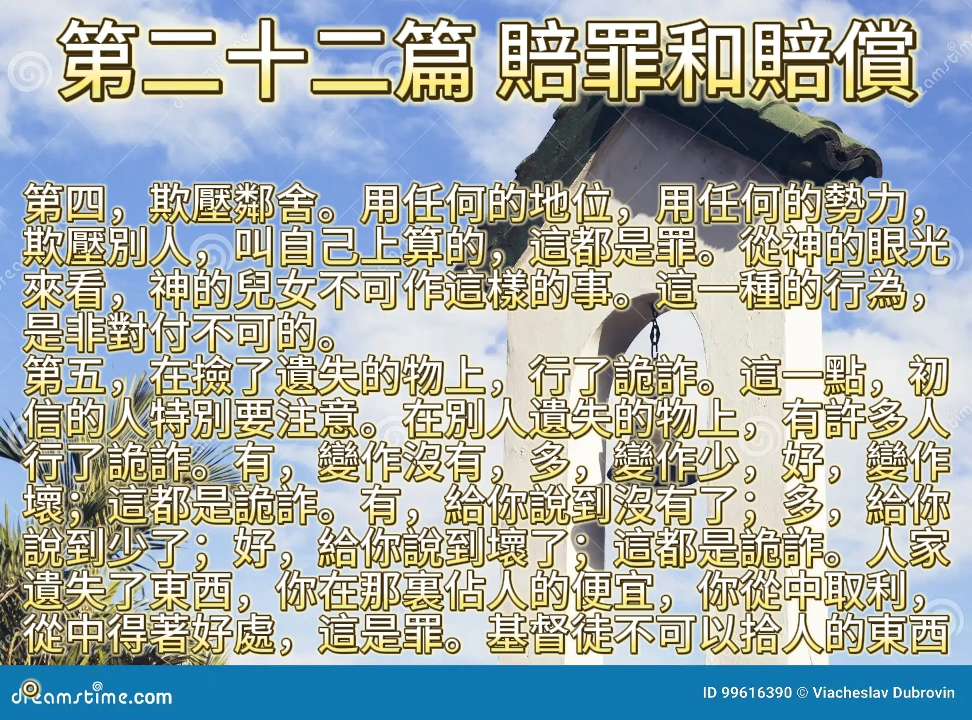 第二十二篇 賠罪和賠償
第四，欺壓鄰舍。用任何的地位，用任何的勢力，
欺壓別人，叫自己上算的，這都是罪。從神的眼光
來看，神的兒女不可作這樣的事。這一種的行為，
是非對付不可的。
第五，在撿了遺失的物上，行了詭詐。這一點，初
信的人特別要注意。在別人遺失的物上，有許多人
行了詭詐。有，變作沒有，多，變作少，好，變作
壞；這都是詭詐。有，給你說到沒有了；多，給你
說到少了；好，給你說到壞了；這都是詭詐。人家
遺失了東西，你在那裏佔人的便宜，你從中取利，
從中得著好處，這是罪。基督徒不可以拾人的東西
dreamstime.com
ID 99616390 © Viacheslav Dubrovin